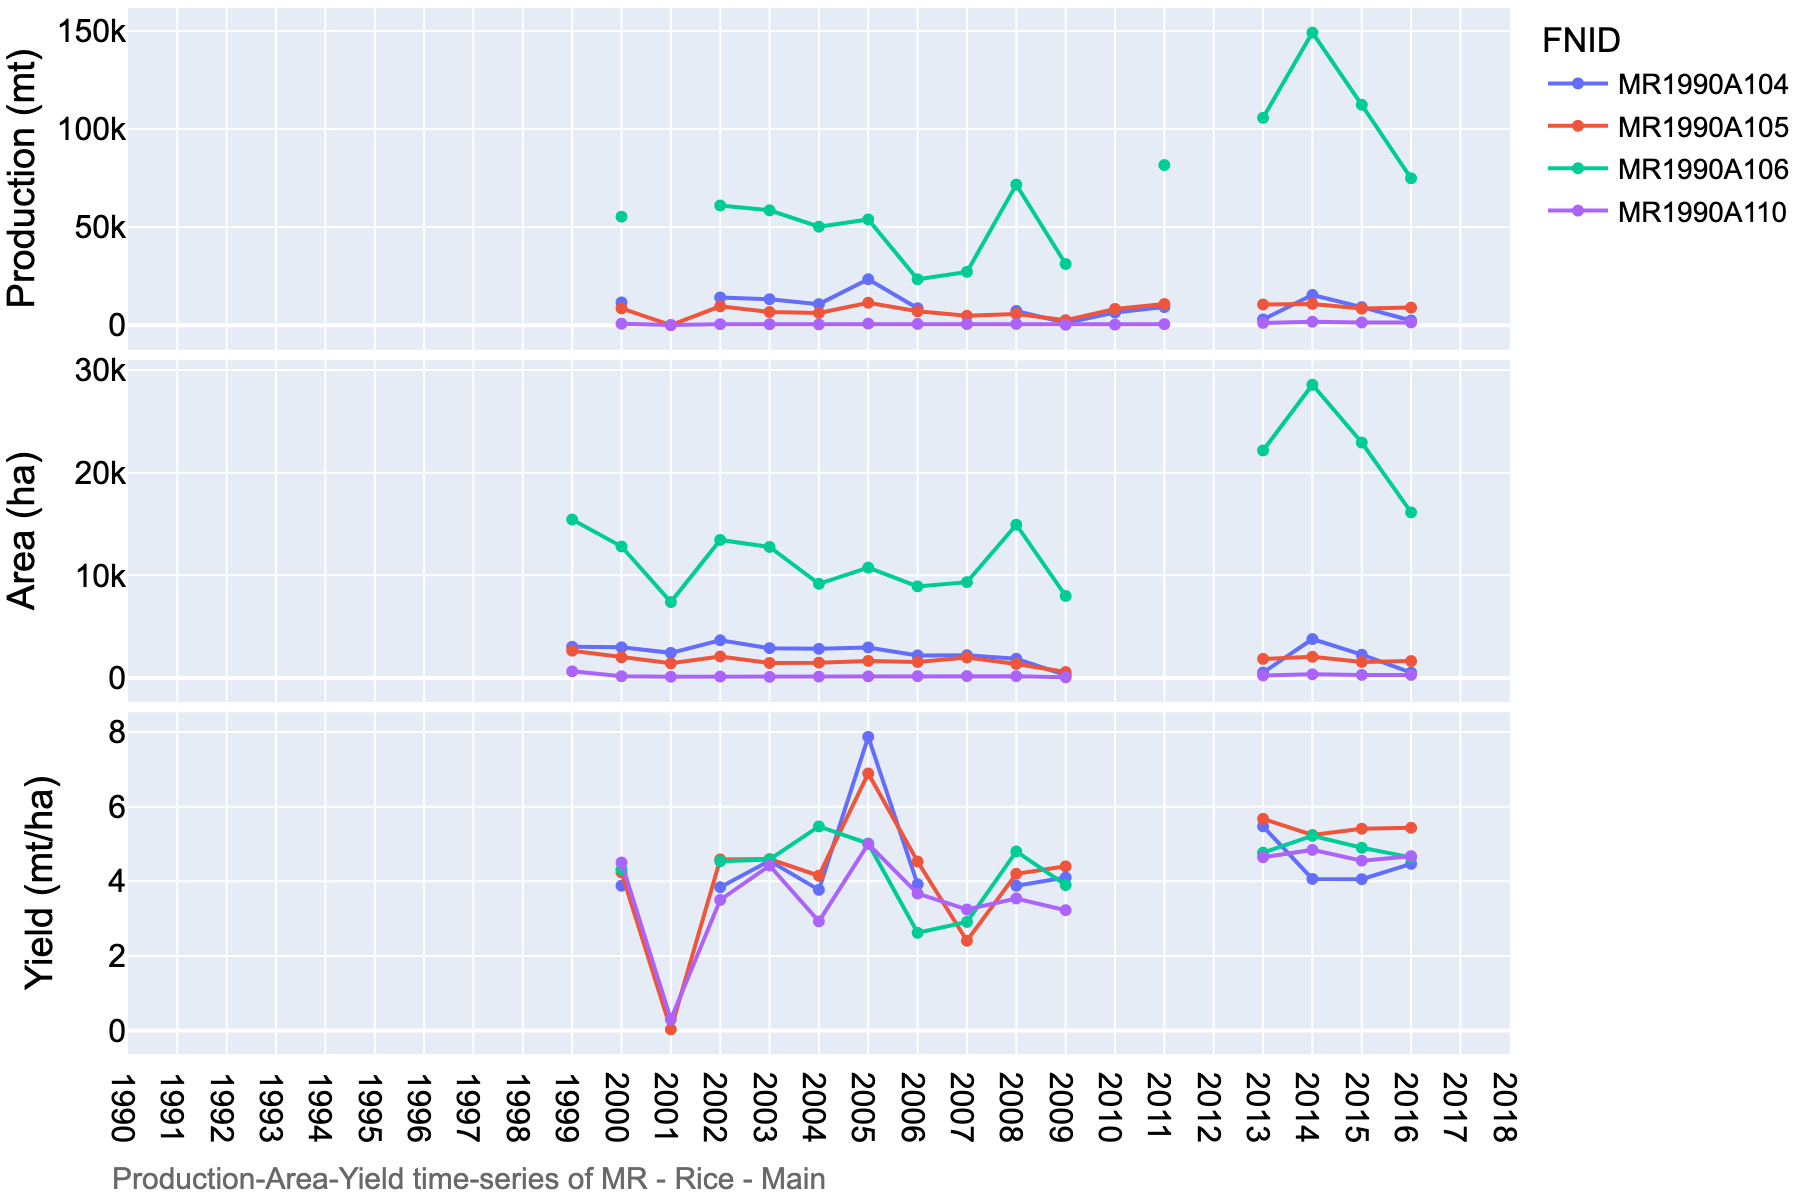 Production (mt)
150k
100k
50k
0
Area (ha)
30k
20k
10k
0
Yield (mt/ha)
8
6
4
2
0
1990
1991
1992
1993
1994
1995
1996
1997
1998
1999
2000
2001
2002
2003
2004
2005
2006
2007
2008
2009
2010
2011
2012
2013
2014
2015
2016
2017
2018
Production-Area-Yield time-series of MR - Rice - Main
FNID
MR1990A104
MR1990A105
MR1990A106
MR1990A110